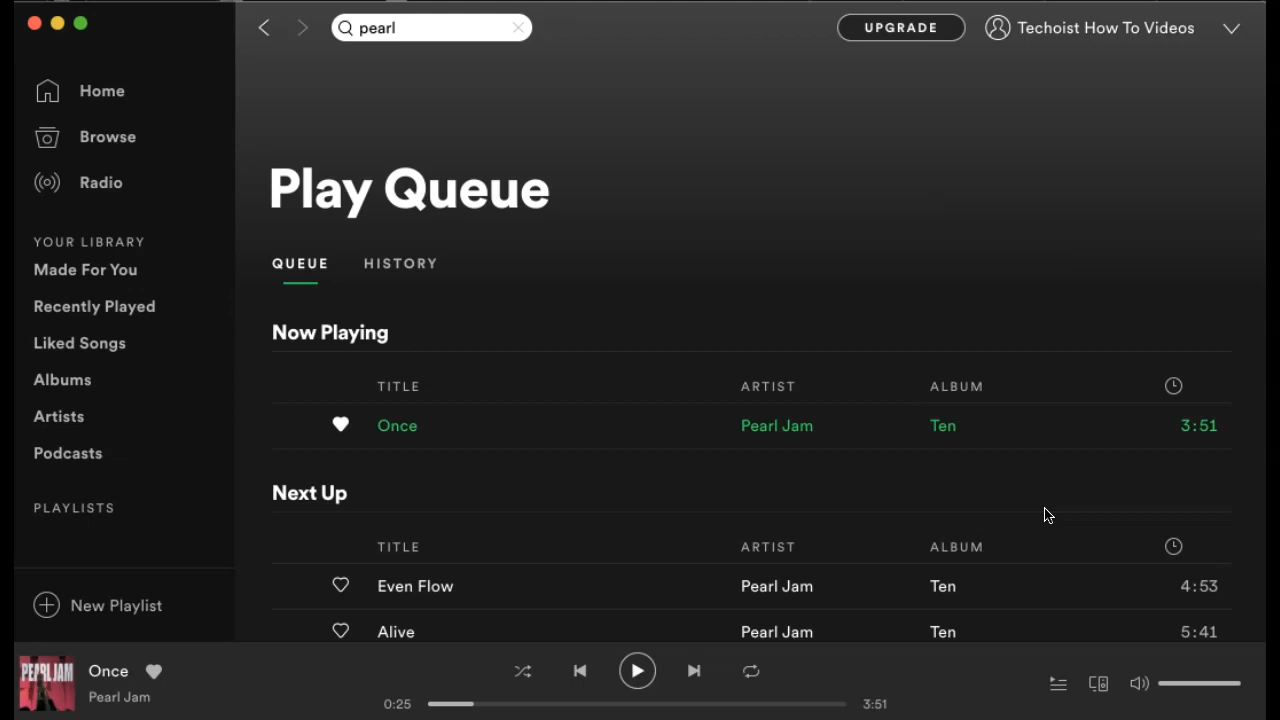 pearl
UPGRADE
Techoist How To Videos
Home
Browse
Radio
YOUR LIBRARY
Made For You
Recently Played
Liked Songs
Albums
Artists
Podcasts
PLAYLISTS
New Playlist
Play Queue
QUEUE HISTORY
Now Playing
TITLE ARTIST ALBUM
Once Pearl Jam Ten 3:51
Next Up
TITLE ARTIST ALBUM
Even Flow Pearl Jam Ten 4:53
Alive Pearl Jam Ten 5:41
PEARL JAM
Once
Pearl Jam
0:25 3:51